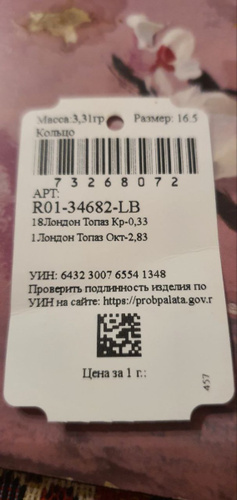 Масса:3,31гр Размер: 16.5
Кольцо
73268072
АРТ:
R01-34682-LB
18Лондон Топаз Кр-0,33
1Лондон Топаз Окт-2,83
УИН: 6432 3007 6554 1348
Проверить подлинность изделия по
УИН на сайте: https://probpalata.gov.r
Цена за 1 г.:
457